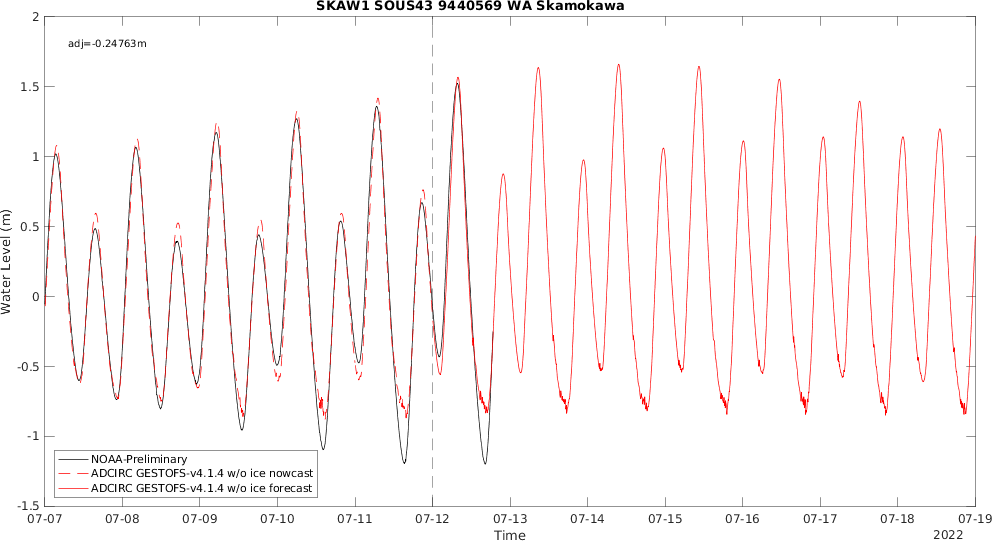 SKAW1 SOUS43 9440569 WA Skamokawa
adj=-0.24763m
Water Level (m)
2
1.5
1
0.5
0
-0.5
-1
-1.5
NOAA-Preliminary
ADCIRC GESTOFS-v4.1.4 w/o ice nowcast
ADCIRC GESTOFS-v4.1.4 w/o ice forecast
07-07 07-08 07-09 07-10 07-11 07-12 07-13 07-14 07-15 07-16 07-17 07-18 07-19
Time
2022